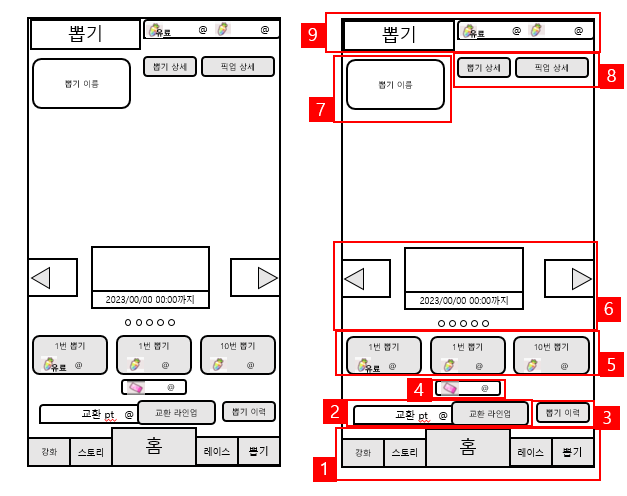 뽑기
유료 @ @
뽑기 상세 픽업 상세
뽑기 이름
2023/00/00 00:00까지
1번 뽑기 1번 뽑기 10번 뽑기
유료 @ @ @
@
교환 pt @ 교환 라인업 뽑기 이력
강화 스토리 홈 레이스 뽑기
9
뽑기
유료 @ @
뽑기 상세 픽업 상세 8
뽑기 이름
7
2023/00/00 00:00까지
6
1번 뽑기 1번 뽑기 10번 뽑기
유료 @ @ @
5
4 @
2 교환 pt @ 교환 라인업 뽑기 이력 3
1 강화 스토리 홈 레이스 뽑기